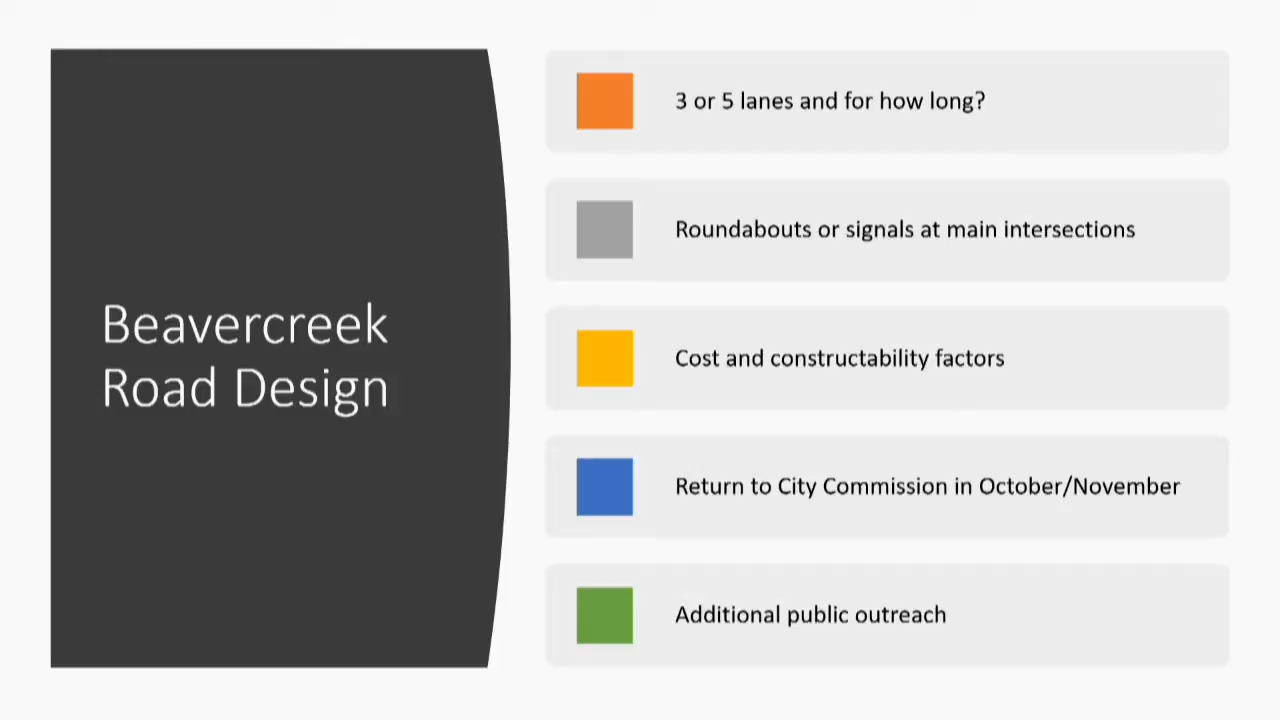 Beavercreek
Road Design
3 or 5 lanes and for how long?
Roundabouts or signals at main intersections
Cost and constructability factors
Return to City Commission in October/November
Additional public outreach